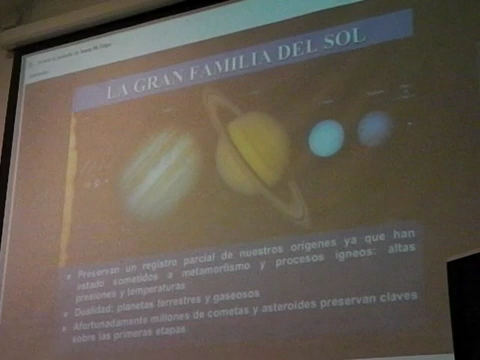 LA GRAN FAMILIA DEL SOL
• Preservan un registro parcial de nuestros orígenes ya que han
estado sometidos a metamorfismo y procesos ígneos: altas
presiones y temperaturas
• Dualidad: planetas terrestres y gaseosos
• Afortunadamente millones de cometas y asteroides preservan claves
sobre las primeras etapas